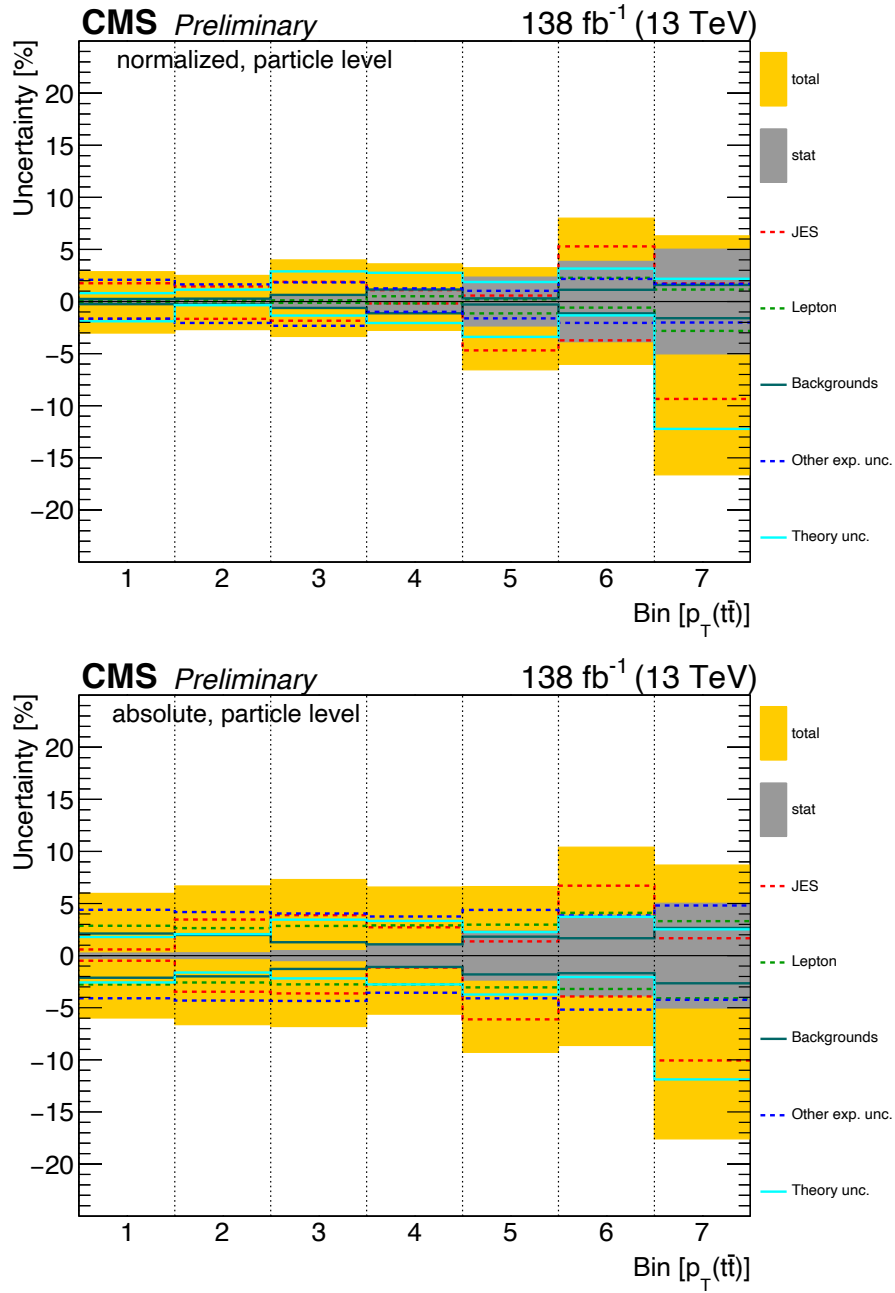 CMS Preliminary 138 fb⁻¹ (13 TeV)
normalized, particle level
Uncertainty [%]
20
15
10
5
0
−5
−10
−15
−20
1 2 3 4 5 6 7
Bin [p_T(tt̄)]
total
stat
JES
Lepton
Backgrounds
Other exp. unc.
Theory unc.
CMS Preliminary 138 fb⁻¹ (13 TeV)
absolute, particle level
Uncertainty [%]
20
15
10
5
0
−5
−10
−15
−20
1 2 3 4 5 6 7
Bin [p_T(tt̄)]
total
stat
JES
Lepton
Backgrounds
Other exp. unc.
Theory unc.